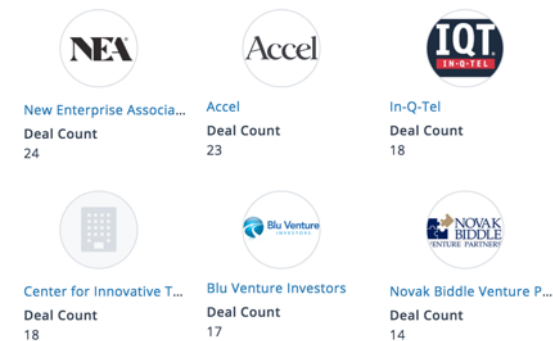 NEA
Accel
IQT
IN-Q-TEL
New Enterprise Associa...
Accel
In-Q-Tel
Deal Count
Deal Count
Deal Count
24
23
18
Blu Venture
INVESTORS
NOVAK
BIDDLE
VENTURE PARTNERS
Center for Innovative T...
Blu Venture Investors
Novak Biddle Venture P...
Deal Count
Deal Count
Deal Count
18
17
14